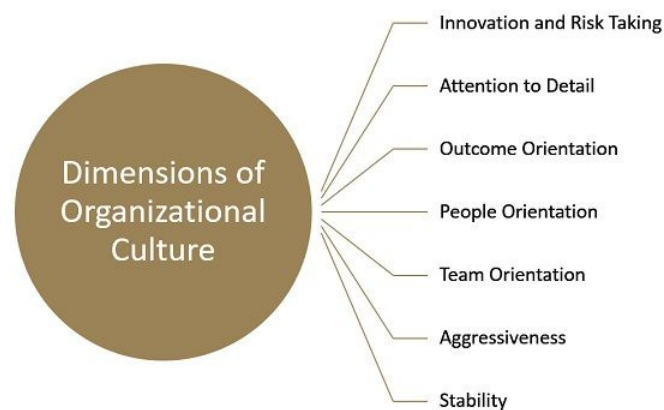 Dimensions of
Organizational
Culture
Innovation and Risk Taking
Attention to Detail
Outcome Orientation
People Orientation
Team Orientation
Aggressiveness
Stability